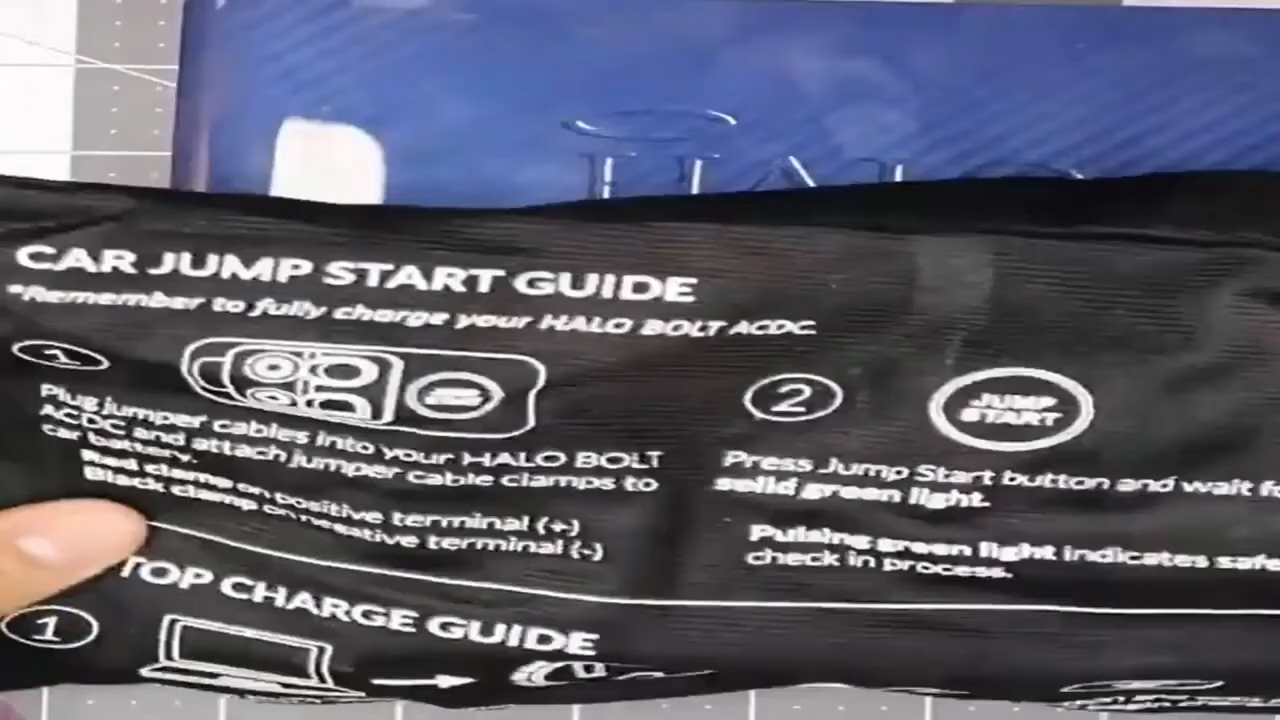 HALO
CAR JUMP START GUIDE
*Remember to fully charge your HALO BOLT ACDC.
1
Plug jumper cables into your HALO BOLT
ACDC and attach jumper cable clamps to
car battery.
Red clamp on positive terminal (+)
Black clamp on negative terminal (-)
2
JUMP
START
Press Jump Start button and wait
solid green light.
Pulsing green light indicates safe
check in process.
TOP CHARGE GUIDE
1